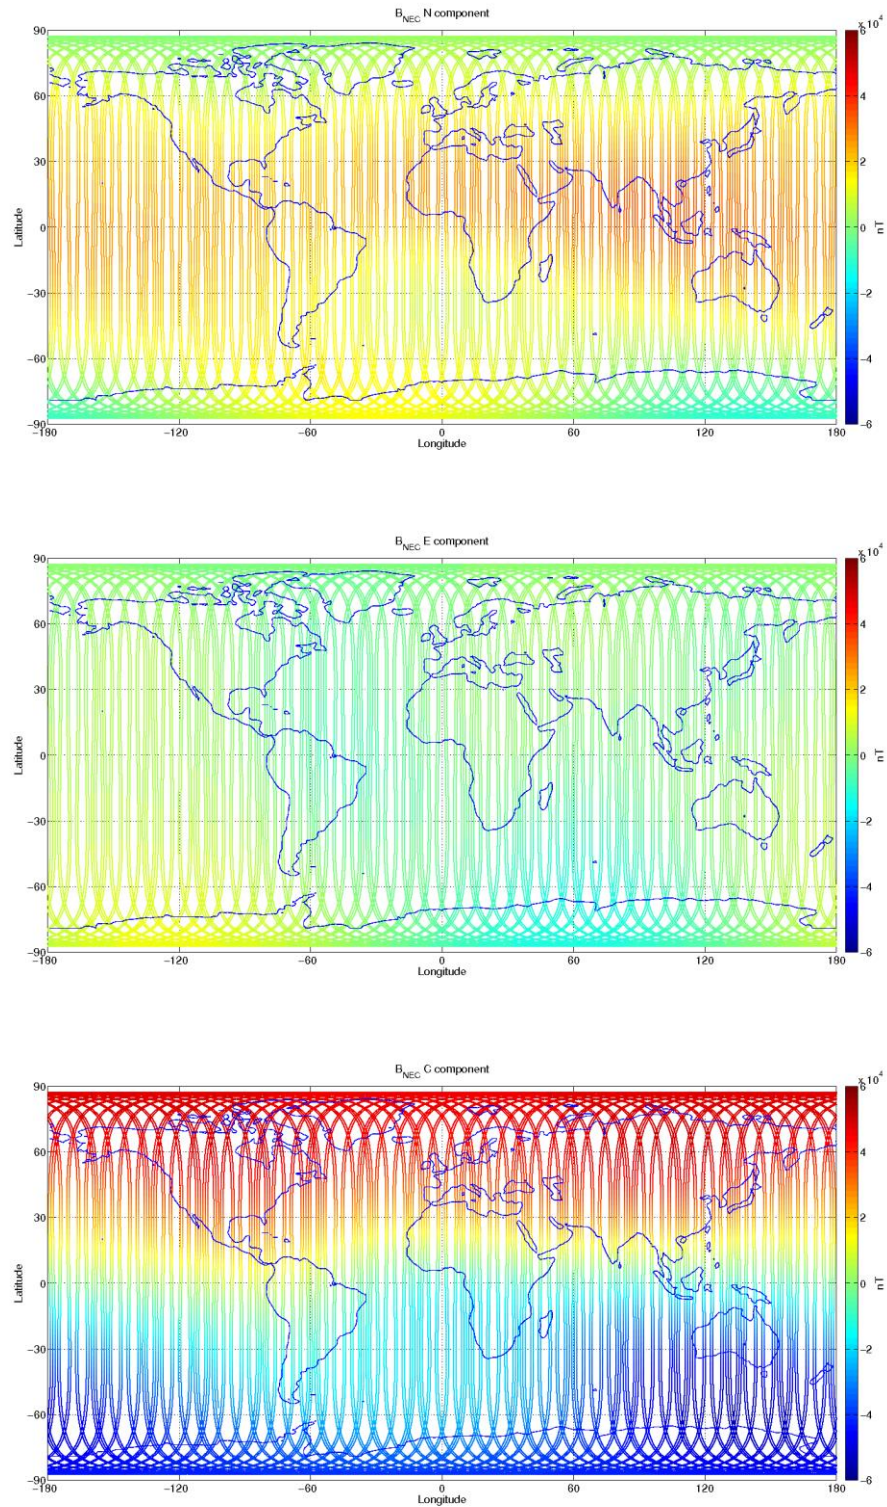 B_NEC N component
x 10^4
90
60
30
0
−30
−60
−90
Latitude
−180 −120 −60 0 60 120 180
Longitude
6
4
2
0
−2
−4
−6
nT
B_NEC E component
x 10^4
90
60
30
0
−30
−60
−90
Latitude
−180 −120 −60 0 60 120 180
Longitude
6
4
2
0
−2
−4
−6
nT
B_NEC C component
x 10^4
90
60
30
0
−30
−60
−90
Latitude
−180 −120 −60 0 60 120 180
Longitude
6
4
2
0
−2
−4
−6
nT